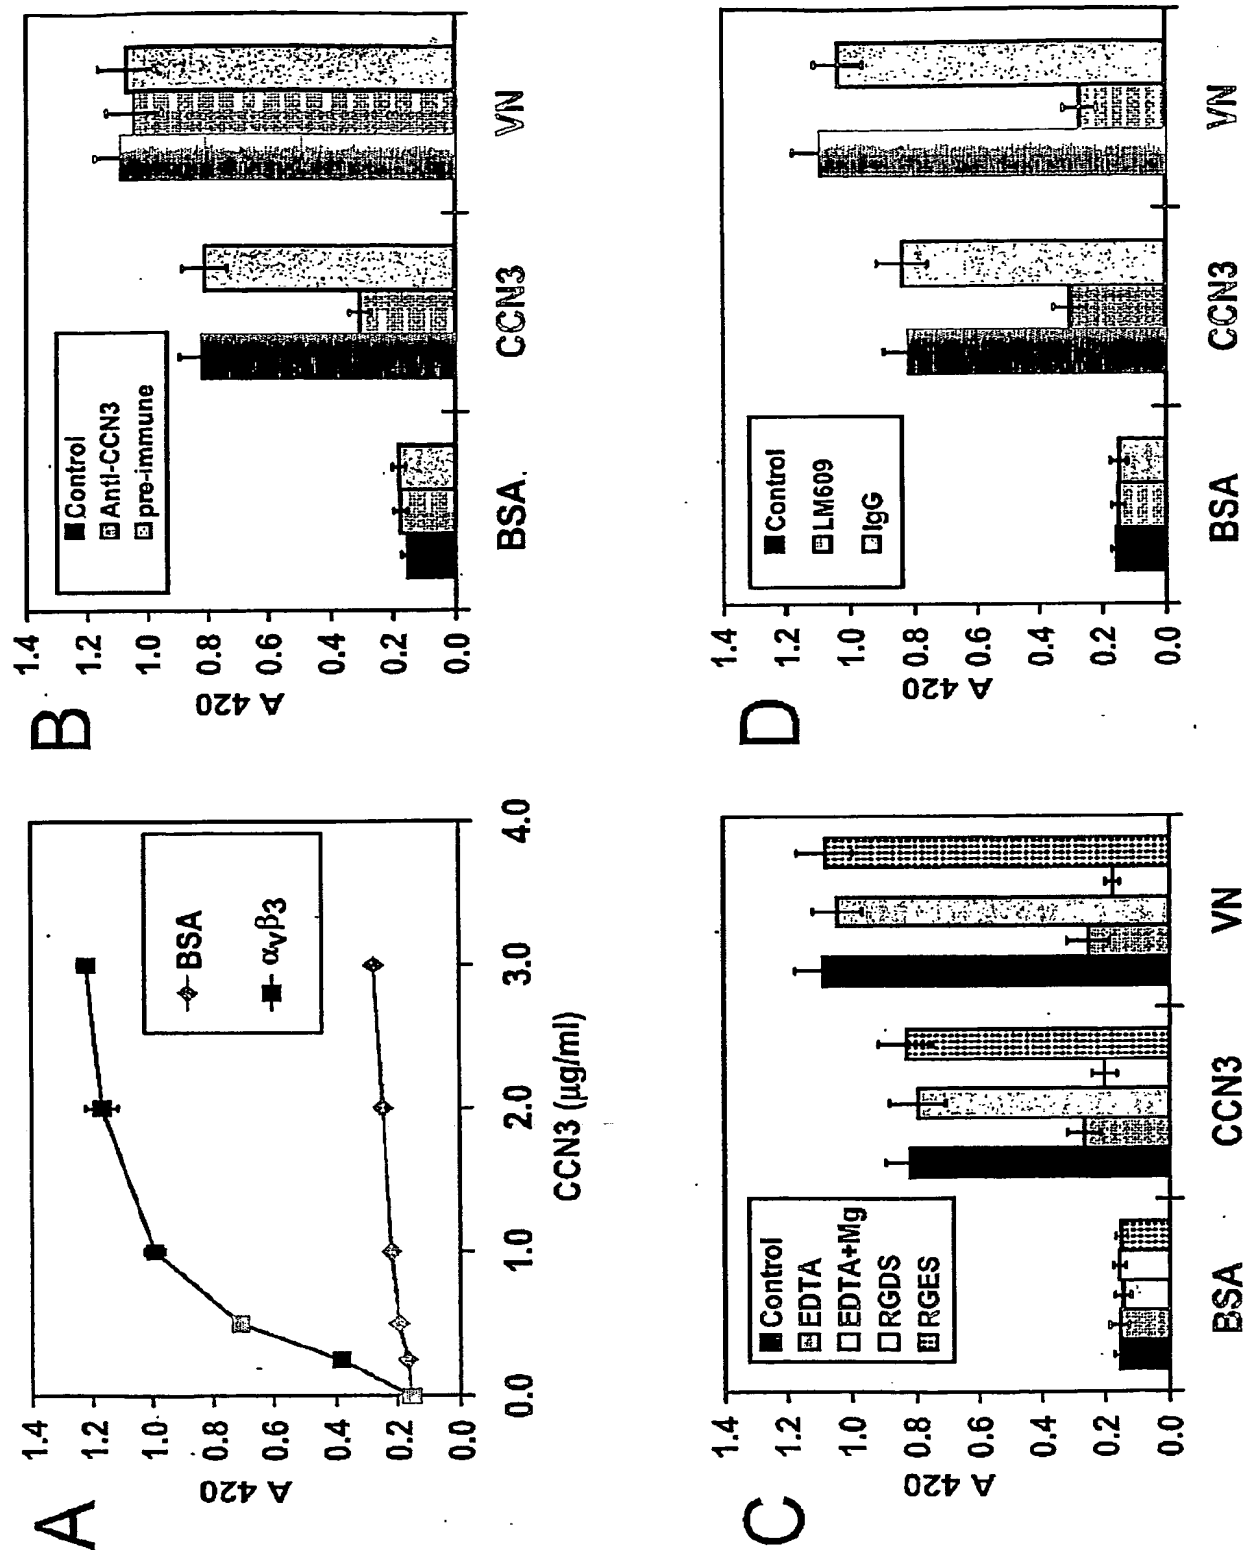 A
A 420
1.4
1.2
1.0
0.8
0.6
0.4
0.2
0.0
0.0
1.0
2.0
3.0
4.0
CCN3 (µg/ml)
BSA
αvβ3
B
A 420
1.4
1.2
1.0
0.8
0.6
0.4
0.2
0.0
Control
Anti-CCN3
pre-immune
BSA
CCN3
VN
C
A 420
1.4
1.2
1.0
0.8
0.6
0.4
0.2
0.0
Control
EDTA
EDTA+Mg
RGDS
RGES
BSA
CCN3
VN
D
A 420
1.4
1.2
1.0
0.8
0.6
0.4
0.2
0.0
Control
LM609
IgG
BSA
CCN3
VN